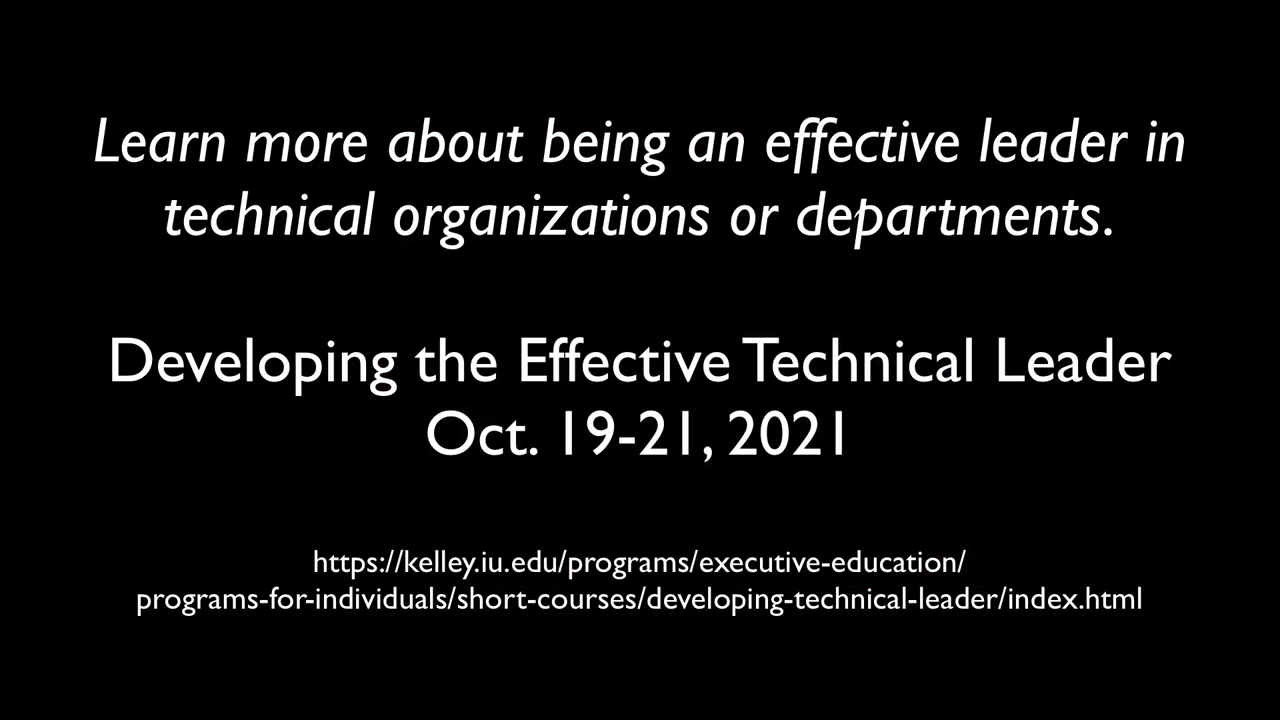 Learn more about being an effective leader in
technical organizations or departments.
Developing the Effective Technical Leader
Oct. 19-21, 2021
https://kelley.iu.edu/programs/executive-education/
programs-for-individuals/short-courses/developing-technical-leader/index.html